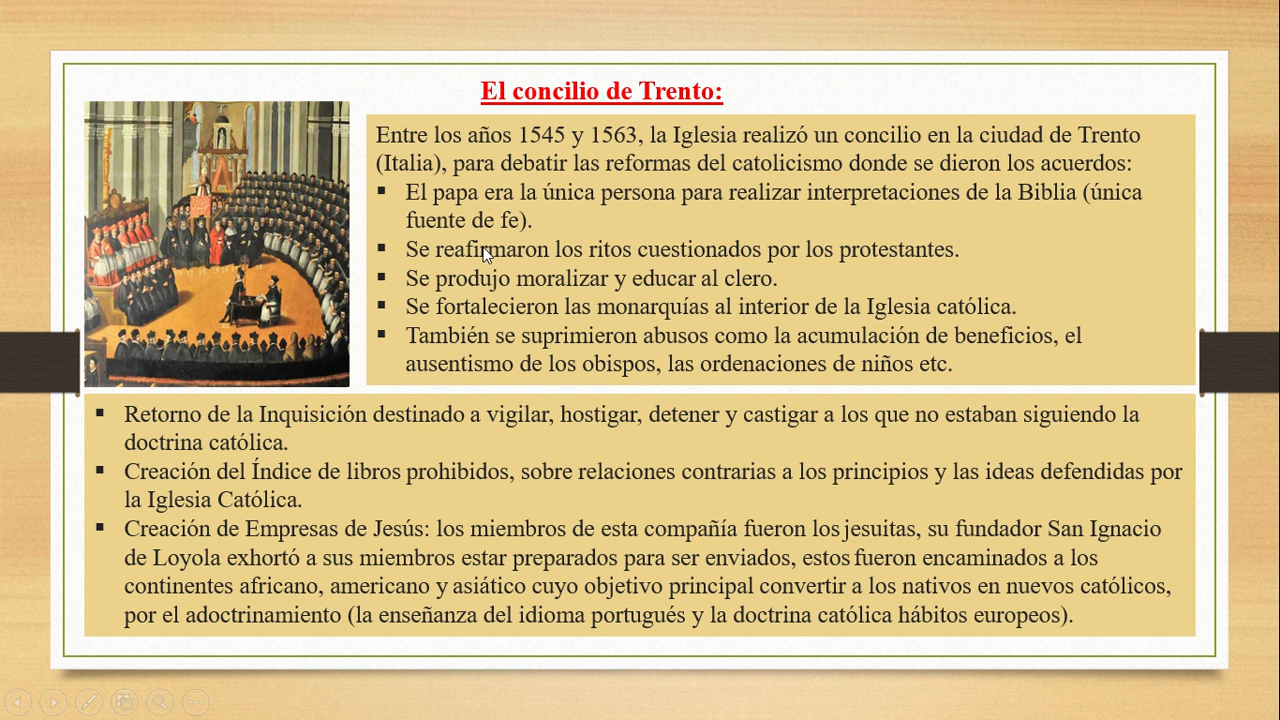 El concilio de Trento:
Entre los años 1545 y 1563, la Iglesia realizó un concilio en la ciudad de Trento
(Italia), para debatir las reformas del catolicismo donde se dieron los acuerdos:
▪ El papa era la única persona para realizar interpretaciones de la Biblia (única
fuente de fe).
▪ Se reafirmaron los ritos cuestionados por los protestantes.
▪ Se produjo moralizar y educar al clero.
▪ Se fortalecieron las monarquías al interior de la Iglesia católica.
▪ También se suprimieron abusos como la acumulación de beneficios, el
ausentismo de los obispos, las ordenaciones de niños etc.
▪ Retorno de la Inquisición destinado a vigilar, hostigar, detener y castigar a los que no estaban siguiendo la
doctrina católica.
▪ Creación del Índice de libros prohibidos, sobre relaciones contrarias a los principios y las ideas defendidas por
la Iglesia Católica.
▪ Creación de Empresas de Jesús: los miembros de esta compañía fueron los jesuitas, su fundador San Ignacio
de Loyola exhortó a sus miembros estar preparados para ser enviados, estos fueron encaminados a los
continentes africano, americano y asiático cuyo objetivo principal convertir a los nativos en nuevos católicos,
por el adoctrinamiento (la enseñanza del idioma portugués y la doctrina católica hábitos europeos).